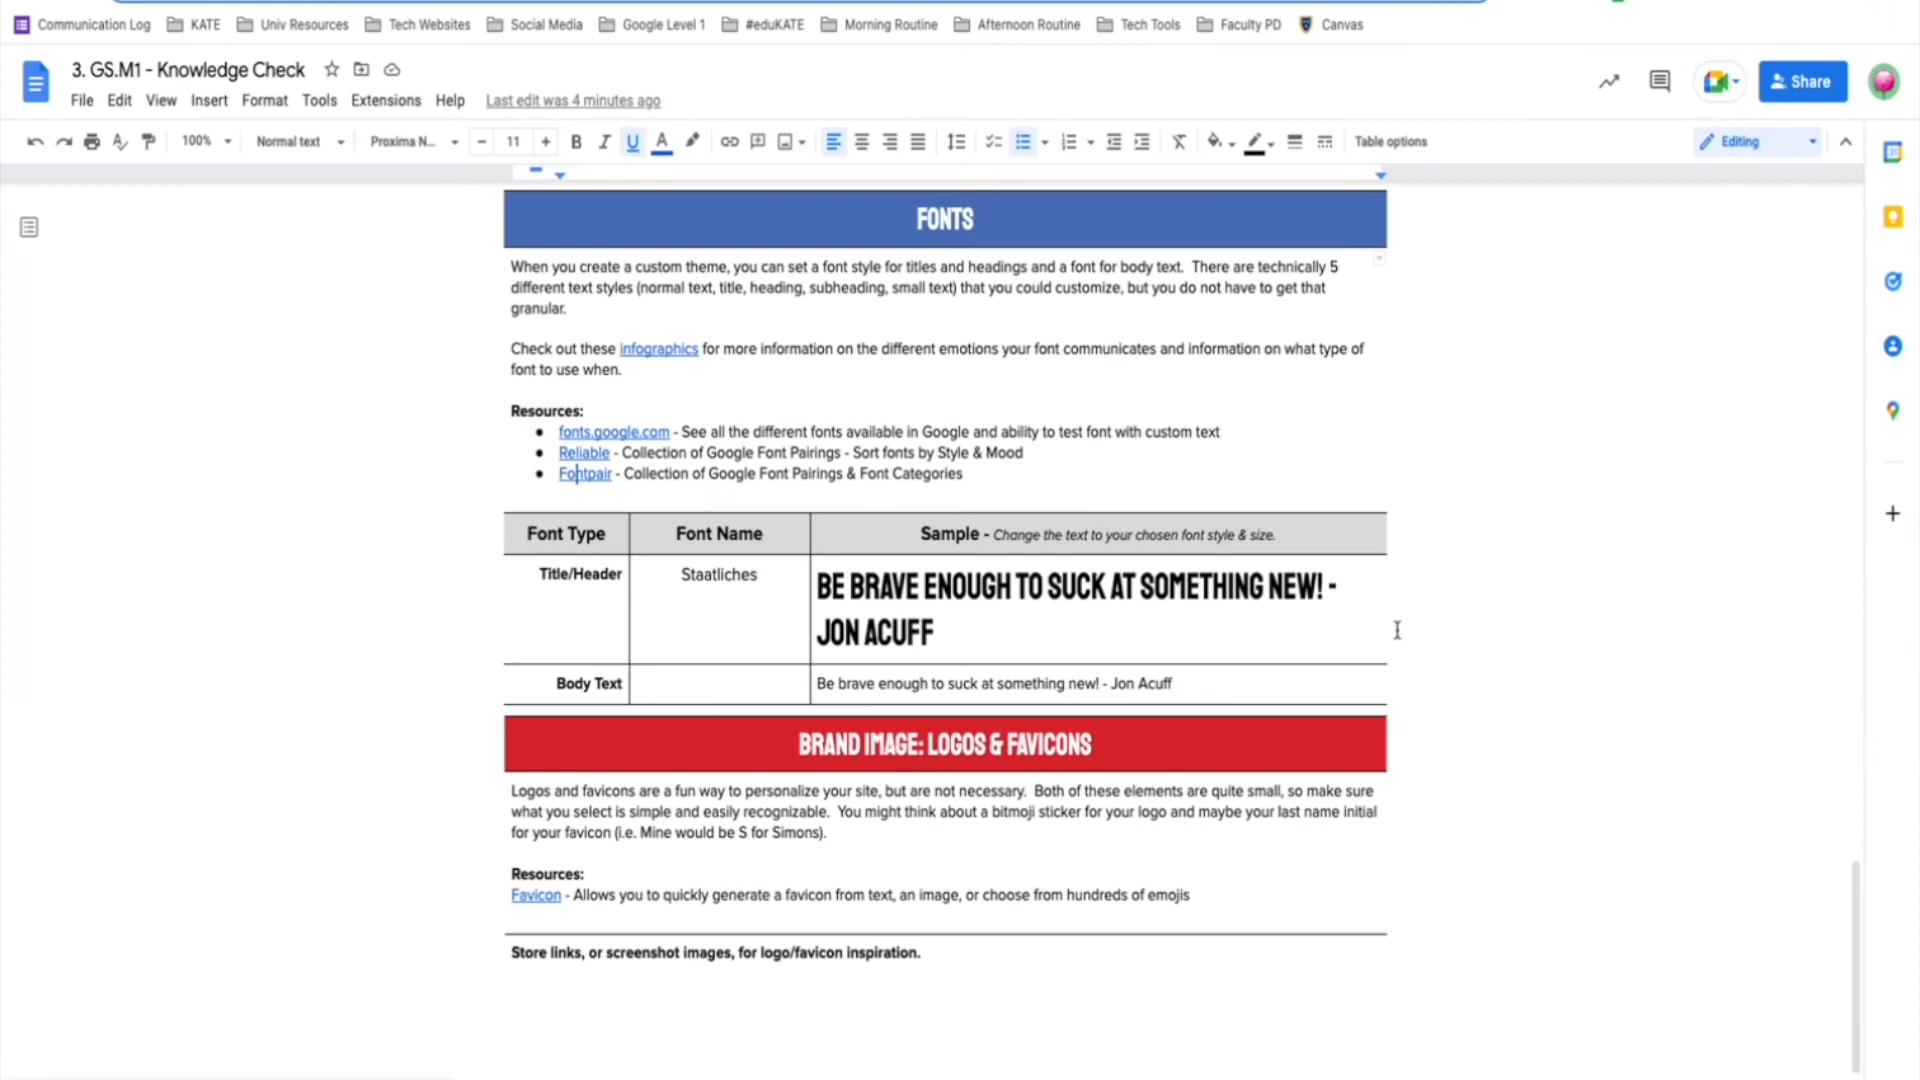 Communication Log KATE Univ Resources Tech Websites Social Media Google Level 1 #eduKATE Morning Routine Afternoon Routine Tech Tools Faculty PD Canvas
3. GS.M1 - Knowledge Check
Share
File Edit View Insert Format Tools Extensions Help Last edit was 4 minutes ago
100% Normal text Proxima N... 11 Table options Editing
FONTS
When you create a custom theme, you can set a font style for titles and headings and a font for body text. There are technically 5
different text styles (normal text, title, heading, subheading, small text) that you could customize, but you do not have to get that
granular.
Check out these infographics for more information on the different emotions your font communicates and information on what type of
font to use when.
Resources:
● fonts.google.com - See all the different fonts available in Google and ability to test font with custom text
● Reliable - Collection of Google Font Pairings - Sort fonts by Style & Mood
● Fontpair - Collection of Google Font Pairings & Font Categories
Font Type Font Name Sample - Change the text to your chosen font style & size.
Title/Header Staatliches BE BRAVE ENOUGH TO SUCK AT SOMETHING NEW! -
JON ACUFF
Body Text Be brave enough to suck at something new! - Jon Acuff
BRAND IMAGE: LOGOS & FAVICONS
Logos and favicons are a fun way to personalize your site, but are not necessary. Both of these elements are quite small, so make sure
what you select is simple and easily recognizable. You might think about a bitmoji sticker for your logo and maybe your last name initial
for your favicon (i.e. Mine would be S for Simons).
Resources:
Favicon - Allows you to quickly generate a favicon from text, an image, or choose from hundreds of emojis
Store links, or screenshot images, for logo/favicon inspiration.